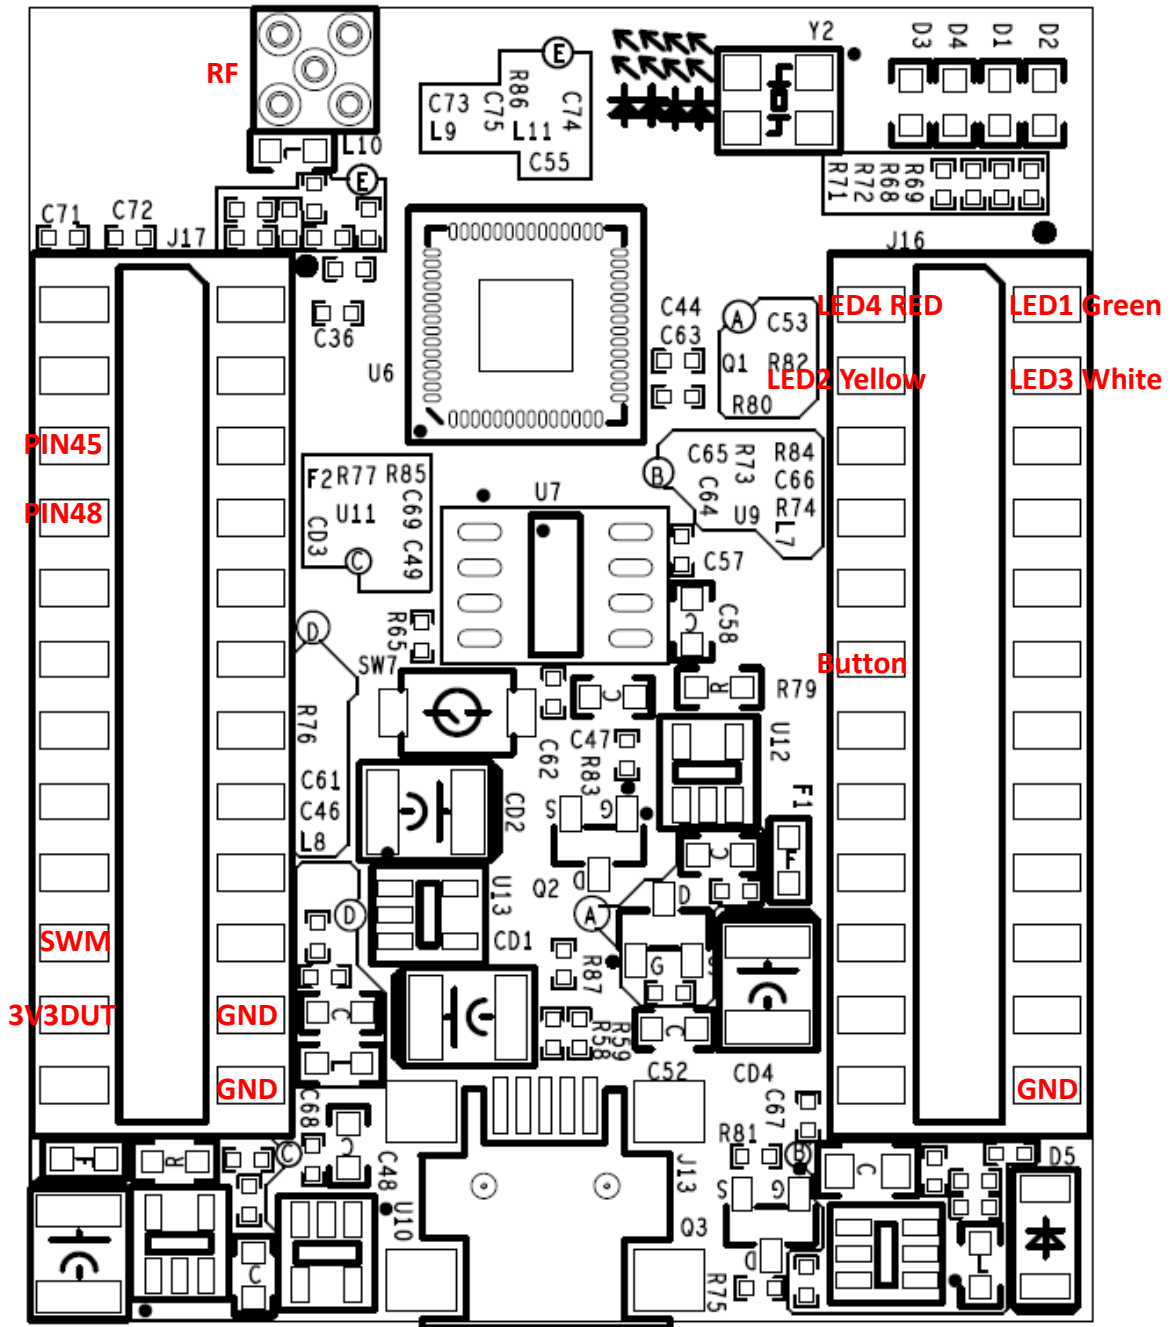 Y2
D3
D4
D1
D2
RF
E
C73
L9
C75
R86
L11
C74
C55
L10
E
R71
R72
R68
R69
C71
C72
J17
J16
C36
U6
C44
C63
A
C53
Q1
R82
R80
LED4 RED
LED1 Green
LED2 Yellow
LED3 White
PIN45
PIN48
F2
R77
R85
U11
C69
CD3
C
C49
U7
B
C65
R73
R84
C66
C64
U9
R74
L7
C57
C
C58
D
R65
SW7
Button
C
R
R79
R76
C62
C47
R83
U12
C61
C46
L8
CD2
S
G
D
Q2
C
F1
F
U13
CD1
D
A
D
G
S
R87
SWM
3V3DUT
GND
C
C
R58
R59
C52
CD4
GND
GND
C68
C
C48
C
U10
J13
R81
C67
B
S
G
D
Q3
R75
C
D5
F
R
C
L